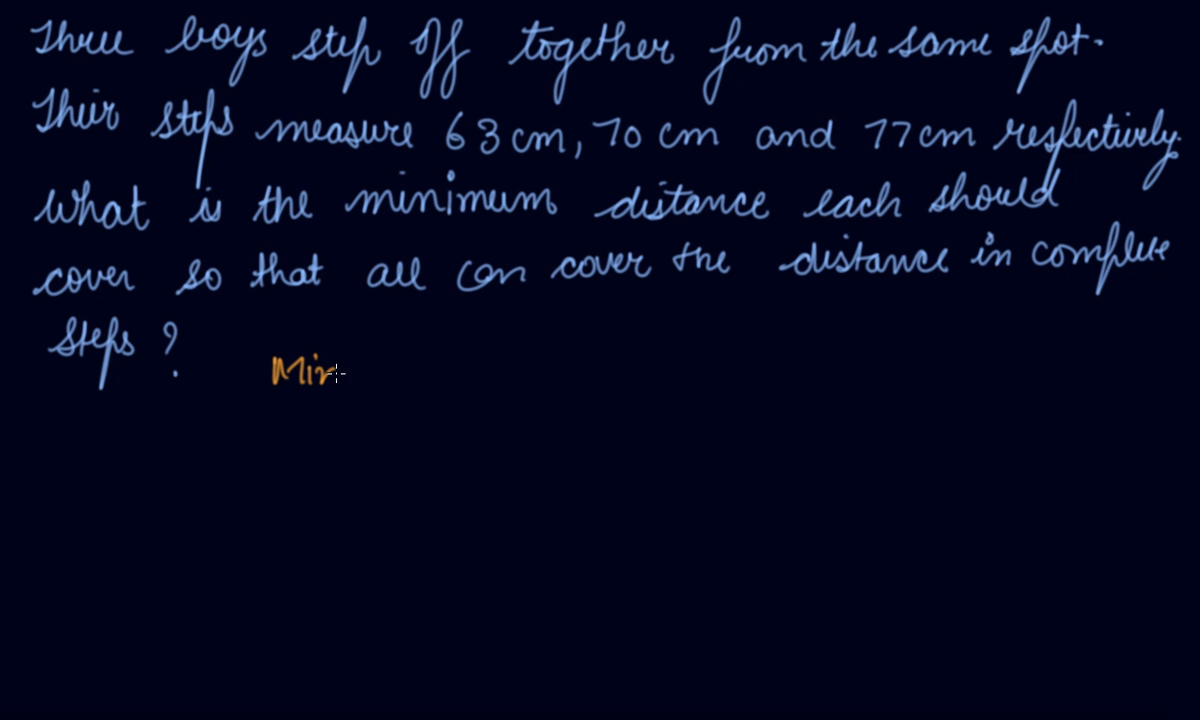 Three boys step off together from the same spot.
Their steps measure 63 cm, 70 cm and 77 cm respectively.
What is the minimum distance each should
cover so that all can cover the distance in complete
steps ?
Min